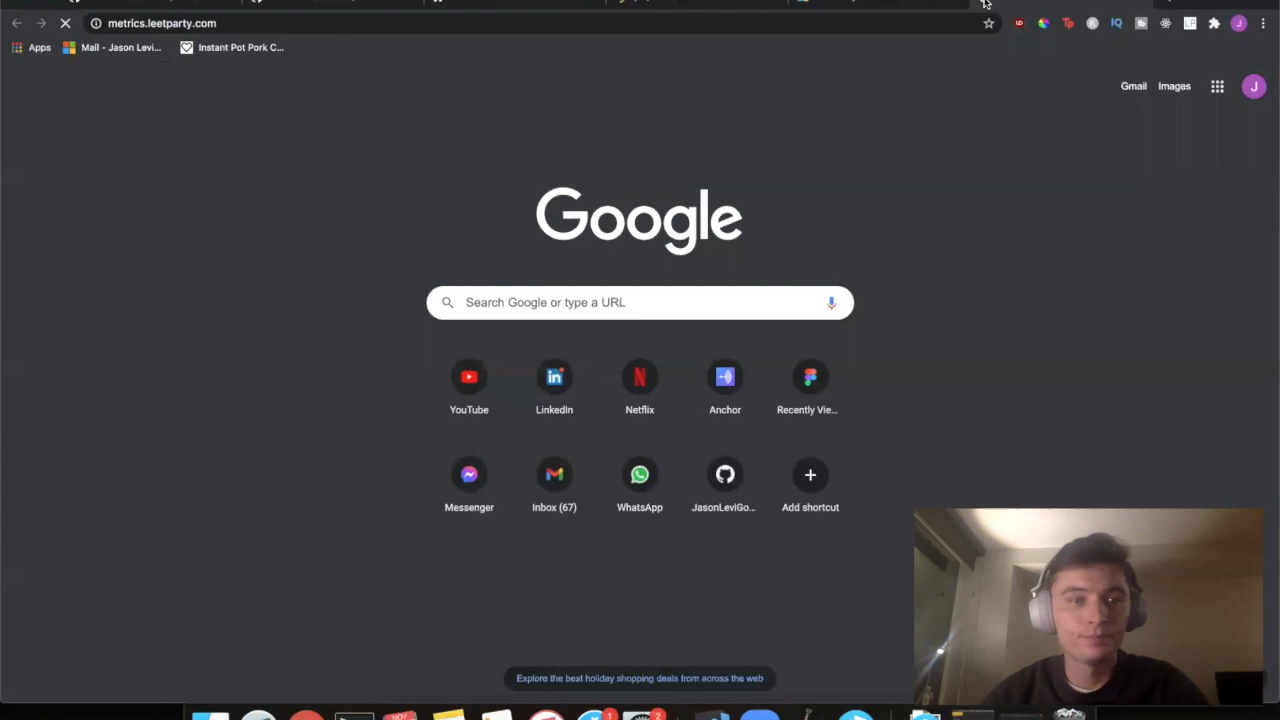 metrics.leetparty.com
Apps
Mail - Jason Levi...
Instant Pot Pork C...
Gmail
Images
J
Google
Search Google or type a URL
YouTube
LinkedIn
Netflix
Anchor
Recently Vie...
Messenger
Inbox (67)
WhatsApp
JasonLeviGo...
Add shortcut
Explore the best holiday shopping deals from across the web